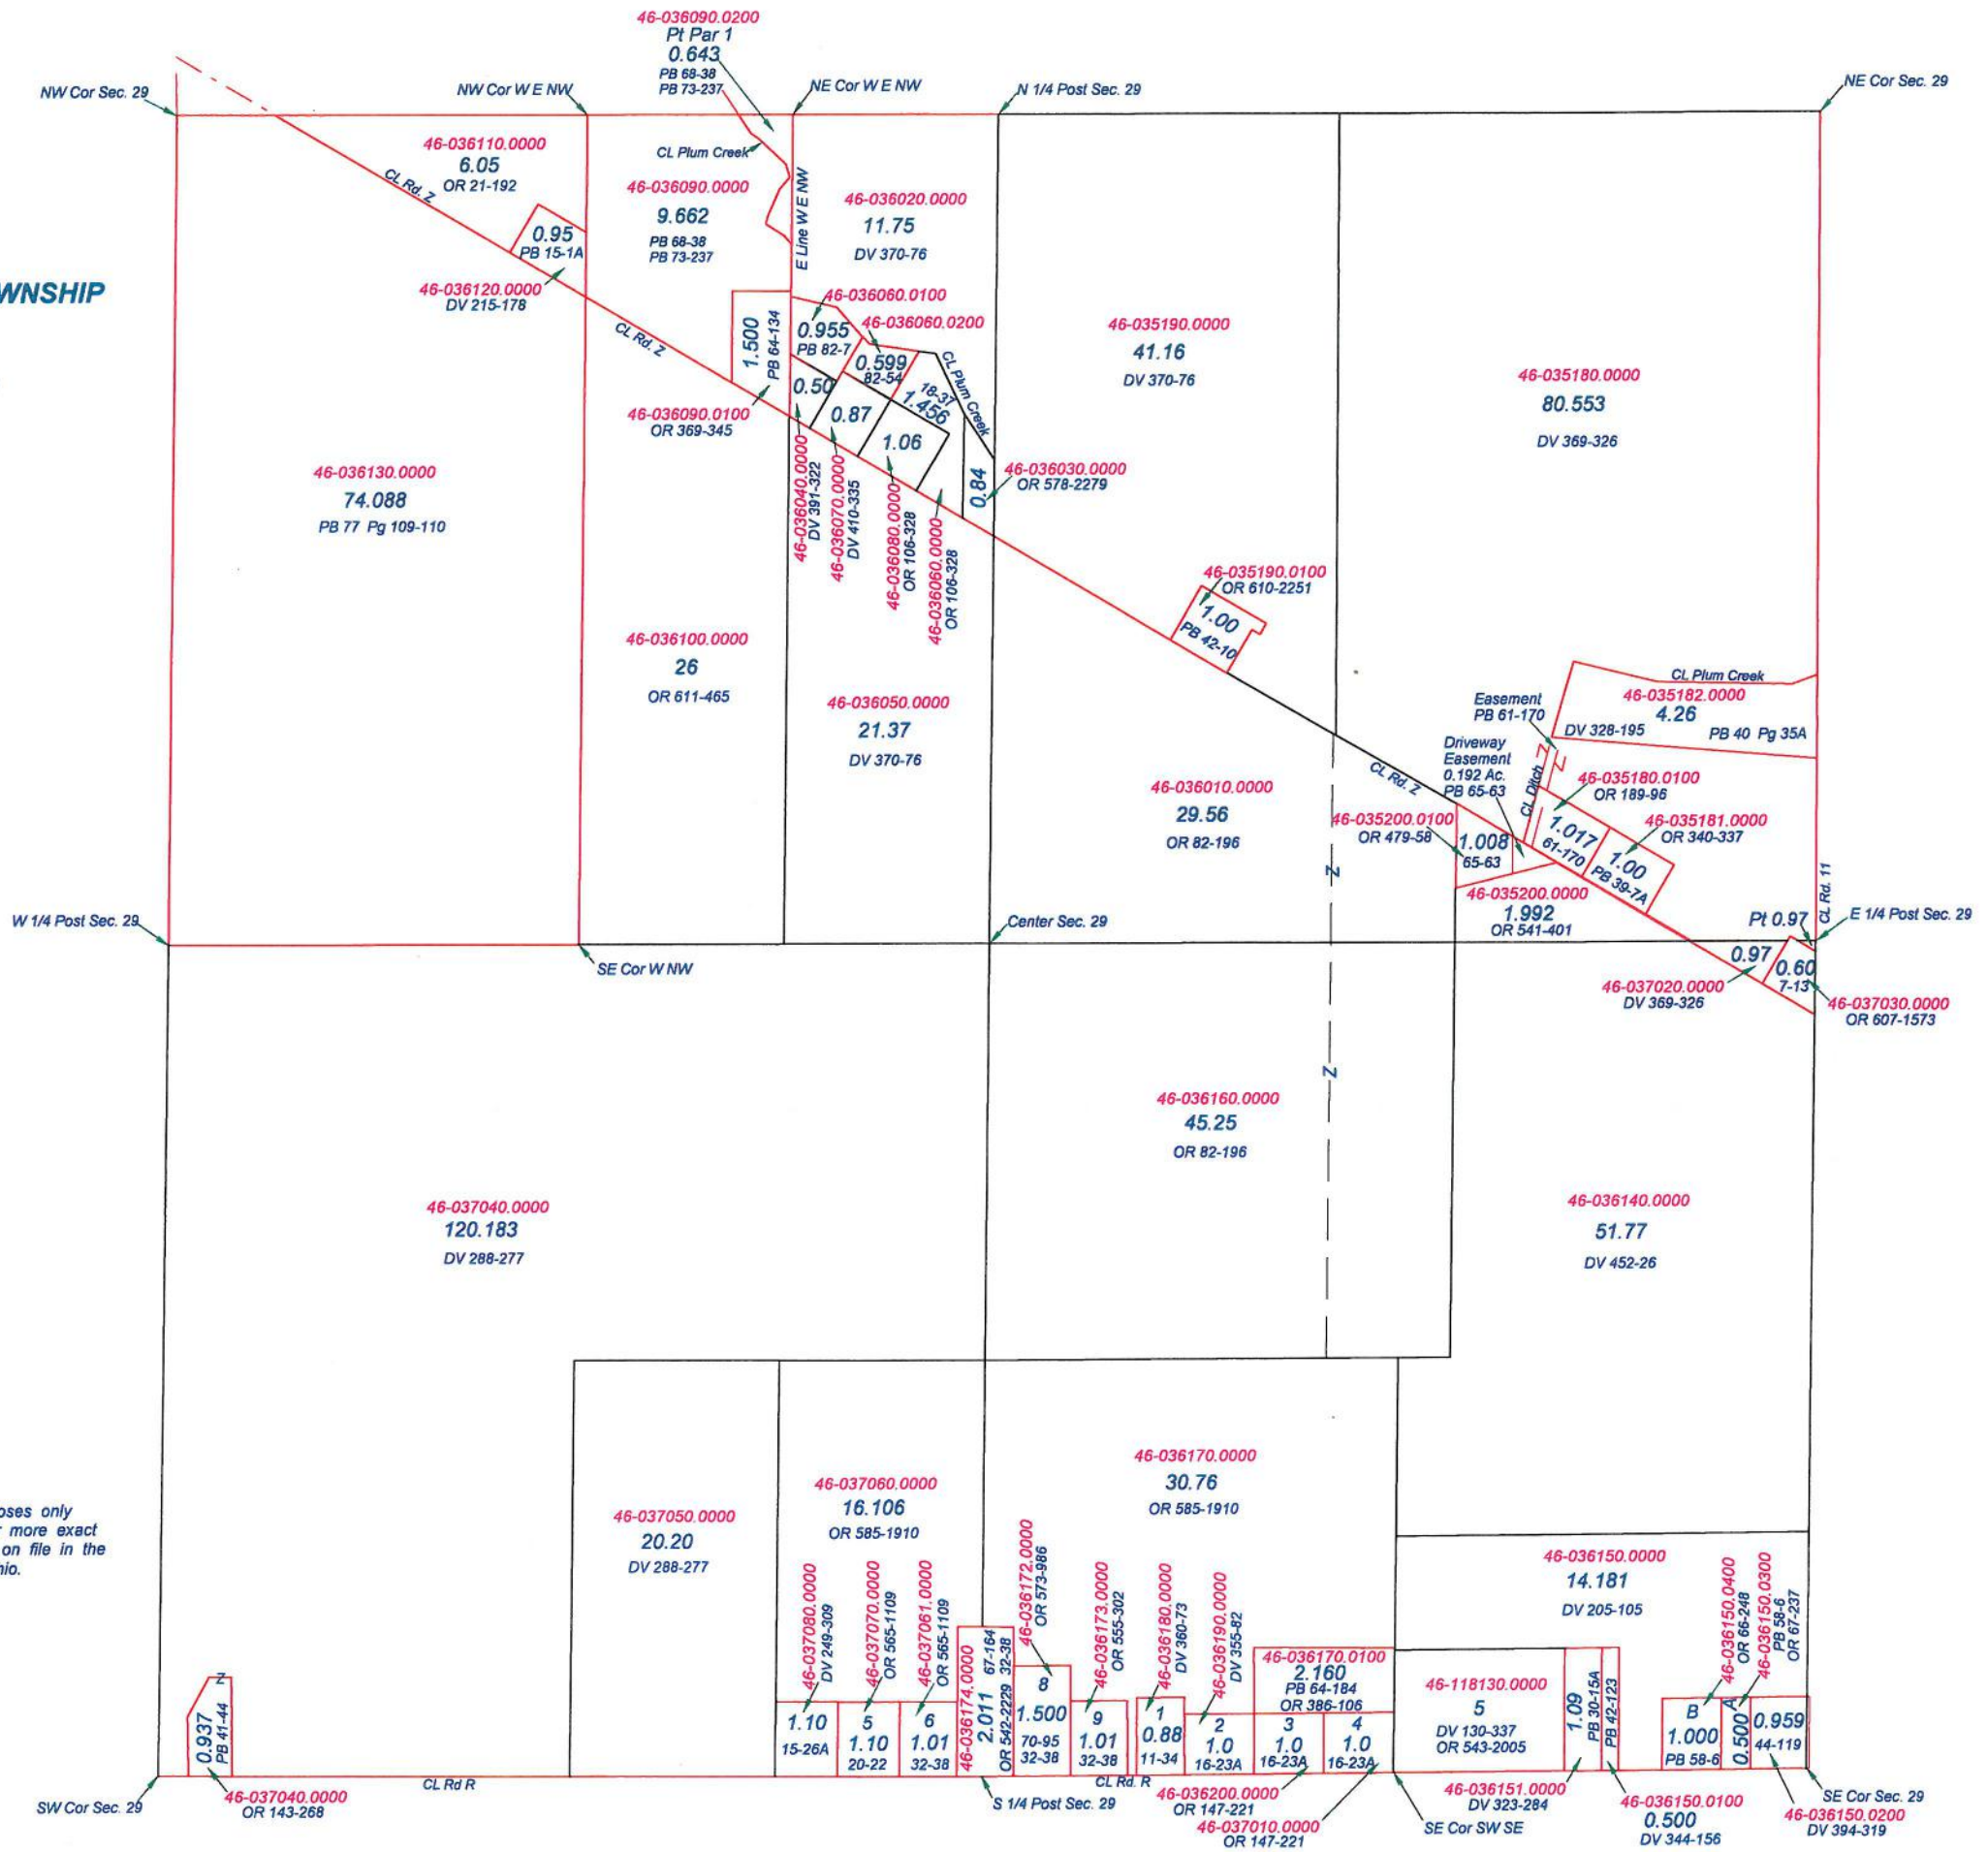 46-036090.0200
Pt Par 1
0.643
PB 68-38
PB 73-237
NW Cor Sec. 29
NW Cor W E NW
NE Cor W E NW
N 1/4 Post Sec. 29
NE Cor Sec. 29
46-036110.0000
6.05
OR 21-192
CL Rd. Z
0.95
PB 15-1A
46-036120.0000
DV 215-178
CL Plum Creek
46-036090.0000
9.662
PB 68-38
PB 73-237
E Line W E NW
46-036020.0000
11.75
DV 370-76
WNSHIP
CL Rd. Z
1.500
PB 64-134
46-036090.0100
OR 369-345
46-036060.0100
0.955
PB 82-7
46-036060.0200
0.599
82-54
18-37
1.456
CL Plum Creek
0.50
0.87
1.06
0.84
46-036030.0000
OR 578-2279
46-036040.0000
DV 391-322
46-036070.0000
DV 410-335
46-036080.0000
OR 106-328
46-036060.0000
OR 106-328
46-035190.0000
41.16
DV 370-76
46-035180.0000
80.553
DV 369-326
46-036130.0000
74.088
PB 77 Pg 109-110
46-036100.0000
26
OR 611-465
46-036050.0000
21.37
DV 370-76
46-035190.0100
OR 610-2251
1.00
PB 42-10
CL Plum Creek
46-035182.0000
4.26
DV 328-195
PB 40 Pg 35A
Easement
PB 61-170
Driveway
Easement
0.192 Ac.
PB 65-63
Z
Z
CL Ditch
46-035180.0100
OR 189-96
1.017
61-170
46-035181.0000
OR 340-337
1.00
PB 39-7A
CL Rd. Z
46-036010.0000
29.56
OR 82-196
46-035200.0100
OR 479-58
1.008
65-63
Z
46-035200.0000
1.992
OR 541-401
CL Rd. 11
W 1/4 Post Sec. 29
SE Cor W NW
Center Sec. 29
Pt 0.97
E 1/4 Post Sec. 29
0.97
0.60
7-13
46-037020.0000
DV 369-326
46-037030.0000
OR 607-1573
Z
46-036160.0000
45.25
OR 82-196
46-037040.0000
120.183
DV 288-277
46-036140.0000
51.77
DV 452-26
oses only
more exact
on file in the
nio.
46-037050.0000
20.20
DV 288-277
46-037060.0000
16.106
OR 585-1910
46-036170.0000
30.76
OR 585-1910
46-036150.0000
14.181
DV 205-105
46-037080.0000
DV 249-309
46-037070.0000
OR 565-1109
46-037061.0000
OR 565-1109
46-036174.0000
2.011
67-164
32-38
OR 542-2229
46-036172.0000
OR 573-986
46-036173.0000
OR 555-302
46-036180.0000
DV 360-73
46-036190.0000
DV 355-82
46-036170.0100
2.160
PB 64-184
OR 386-106
46-118130.0000
5
DV 130-337
OR 543-2005
1.09
PB 30-15A
PB 42-123
46-036150.0400
OR 66-248
46-036150.0300
PB 58-6
OR 67-237
Z
0.937
PB 41-44
1.10
15-26A
5
1.10
20-22
6
1.01
32-38
8
1.500
70-95
32-38
9
1.01
32-38
1
0.88
11-34
2
1.0
16-23A
3
1.0
16-23A
4
1.0
16-23A
B
1.000
PB 58-6
A
0.500
0.959
44-119
SW Cor Sec. 29
46-037040.0000
OR 143-268
CL Rd R
S 1/4 Post Sec. 29
CL Rd. R
46-036200.0000
OR 147-221
46-037010.0000
OR 147-221
SE Cor SW SE
46-036151.0000
DV 323-284
46-036150.0100
0.500
DV 344-156
SE Cor Sec. 29
46-036150.0200
DV 394-319